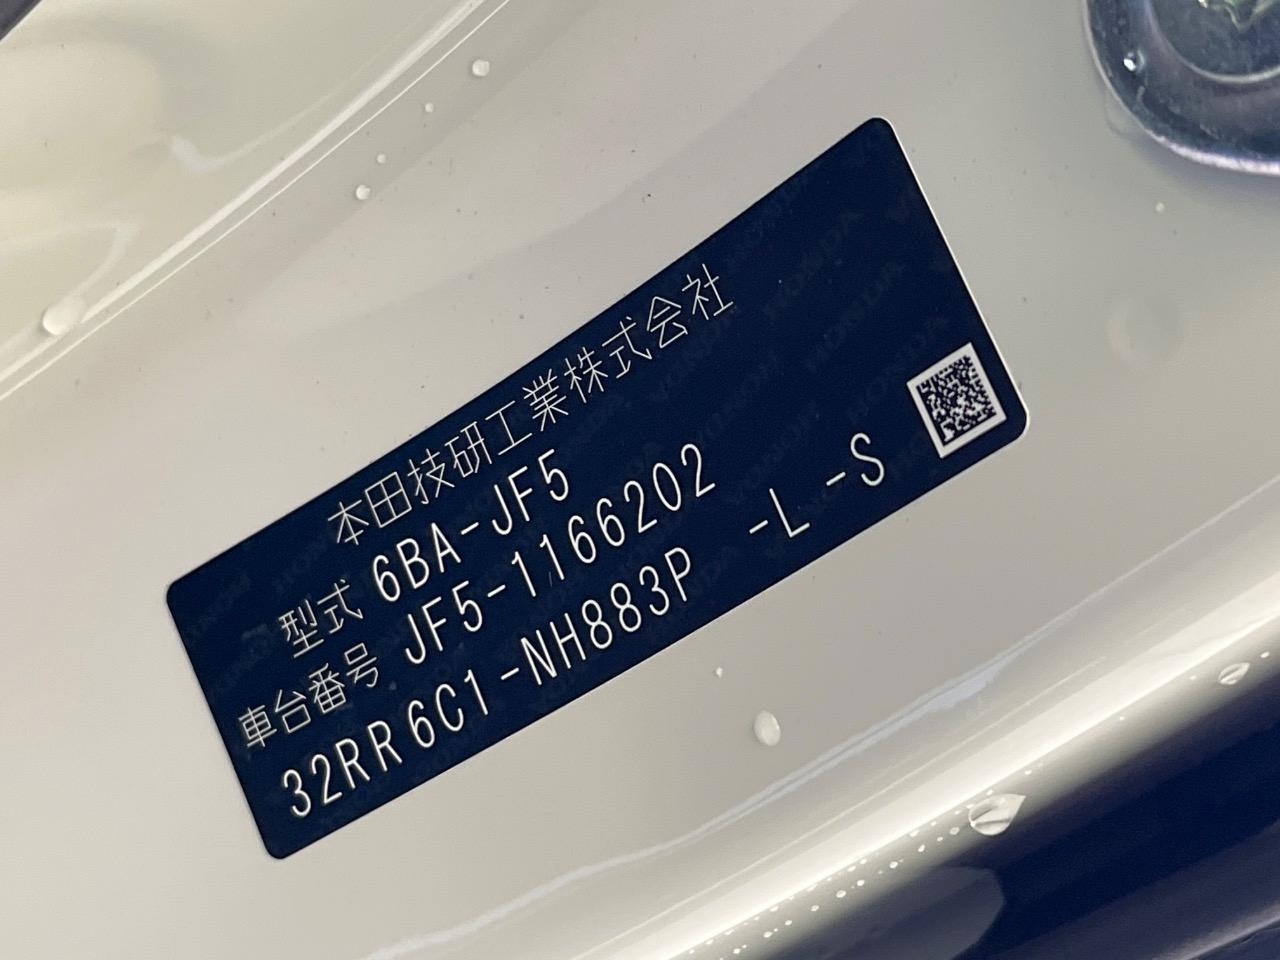 本田技研工業株式会社
型式 6BA-JF5
車台番号 JF5-1166202
32RR6C1-NH883P -L -S